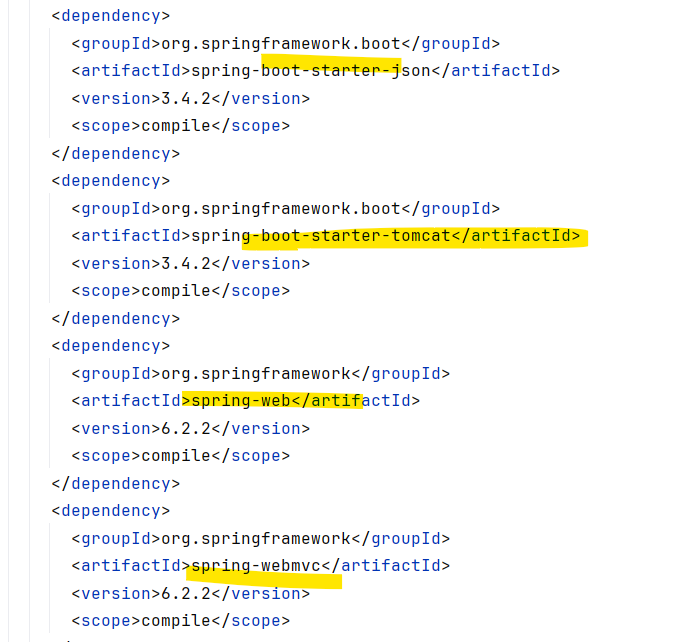 <dependency>
<groupId>org.springframework.boot</groupId>
<artifactId>spring-boot-starter-json</artifactId>
<version>3.4.2</version>
<scope>compile</scope>
</dependency>
<dependency>
<groupId>org.springframework.boot</groupId>
<artifactId>spring-boot-starter-tomcat</artifactId>
<version>3.4.2</version>
<scope>compile</scope>
</dependency>
<dependency>
<groupId>org.springframework</groupId>
<artifactId>spring-web</artifactId>
<version>6.2.2</version>
<scope>compile</scope>
</dependency>
<dependency>
<groupId>org.springframework</groupId>
<artifactId>spring-webmvc</artifactId>
<version>6.2.2</version>
<scope>compile</scope>